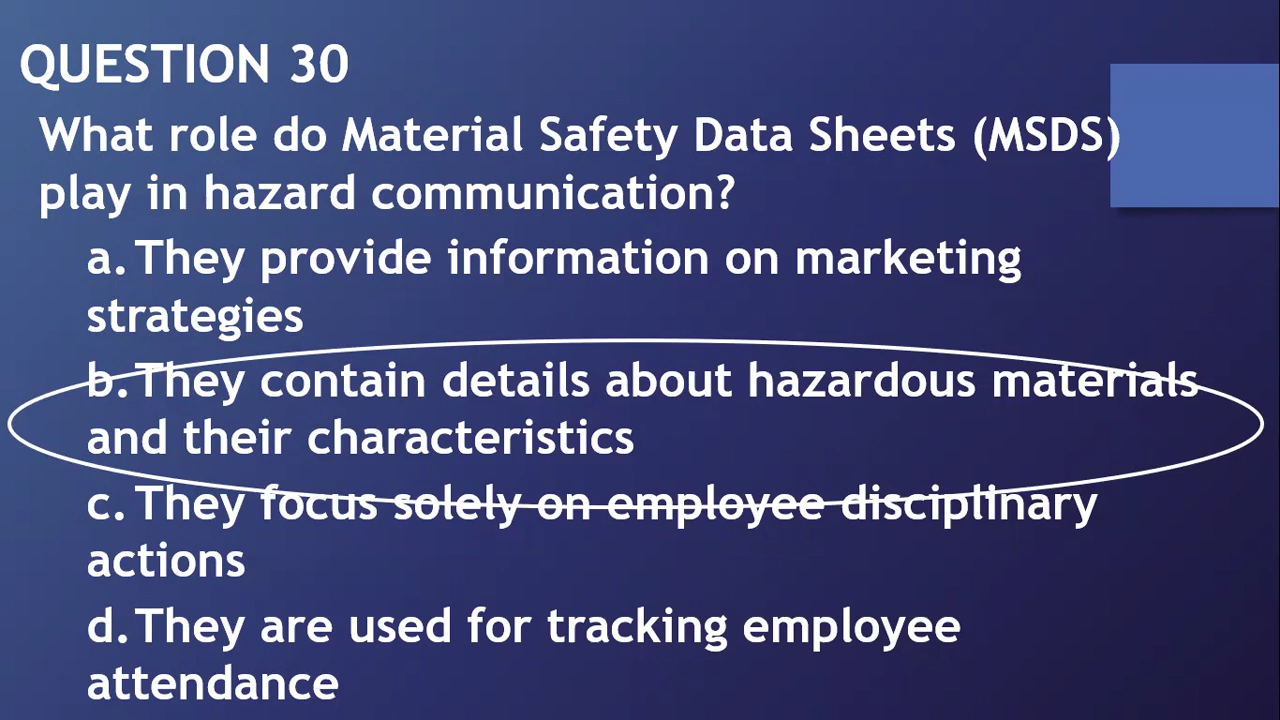 QUESTION 30
What role do Material Safety Data Sheets (MSDS)
play in hazard communication?
a. They provide information on marketing
strategies
b. They contain details about hazardous materials
and their characteristics
c. They focus solely on employee disciplinary
actions
d. They are used for tracking employee
attendance